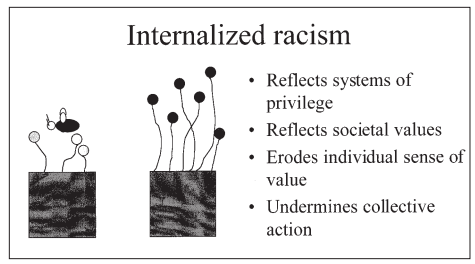 Internalized racism
• Reflects systems of
privilege
• Reflects societal values
• Erodes individual sense of
value
• Undermines collective
action